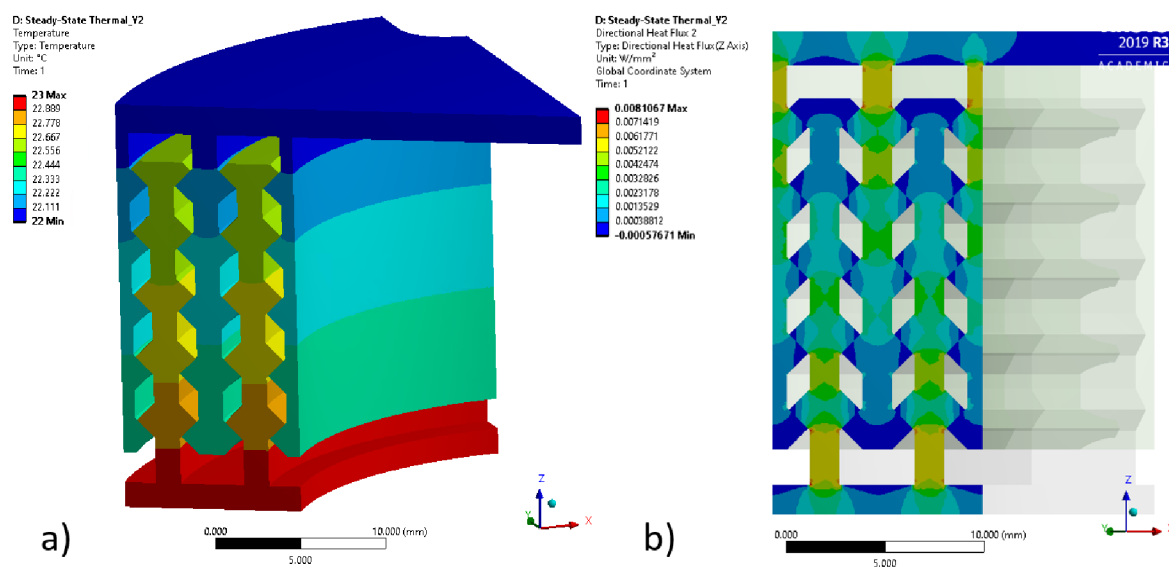 D: Steady-State Thermal_Y2
Temperature
Type: Temperature
Unit: °C
Time: 1
23 Max
22.889
22.778
22.667
22.556
22.444
22.333
22.222
22.111
22 Min
Z
Y
X
a)
0.000
10.000 (mm)
5.000
D: Steady-State Thermal_Y2
Directional Heat Flux 2
Type: Directional Heat Flux(Z Axis)
Unit: W/mm²
Global Coordinate System
Time: 1
0.0081067 Max
0.0071419
0.0061771
0.0052122
0.0042474
0.0032826
0.0023178
0.0013529
0.00038812
-0.00057671 Min
2019 R3
Z
Y
b)
0.000
10.000 (mm)
5.000